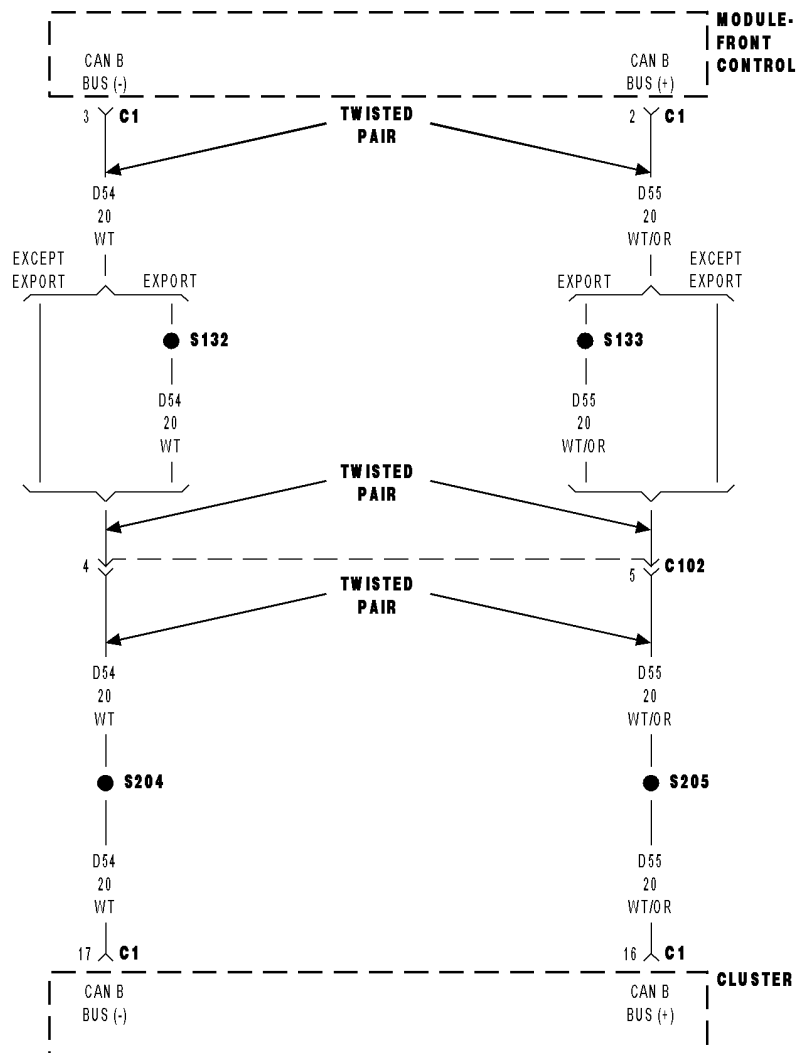 MODULE-
FRONT
CONTROL
CAN B
BUS (-)
CAN B
BUS (+)
3 C1
TWISTED
PAIR
2 C1
D54
20
WT
D55
20
WT/OR
EXCEPT
EXPORT
EXPORT
EXPORT
EXCEPT
EXPORT
S132
S133
D54
20
WT
D55
20
WT/OR
TWISTED
PAIR
4
5 C102
TWISTED
PAIR
D54
20
WT
D55
20
WT/OR
S204
S205
D54
20
WT
D55
20
WT/OR
17 C1
16 C1
CLUSTER
CAN B
BUS (-)
CAN B
BUS (+)